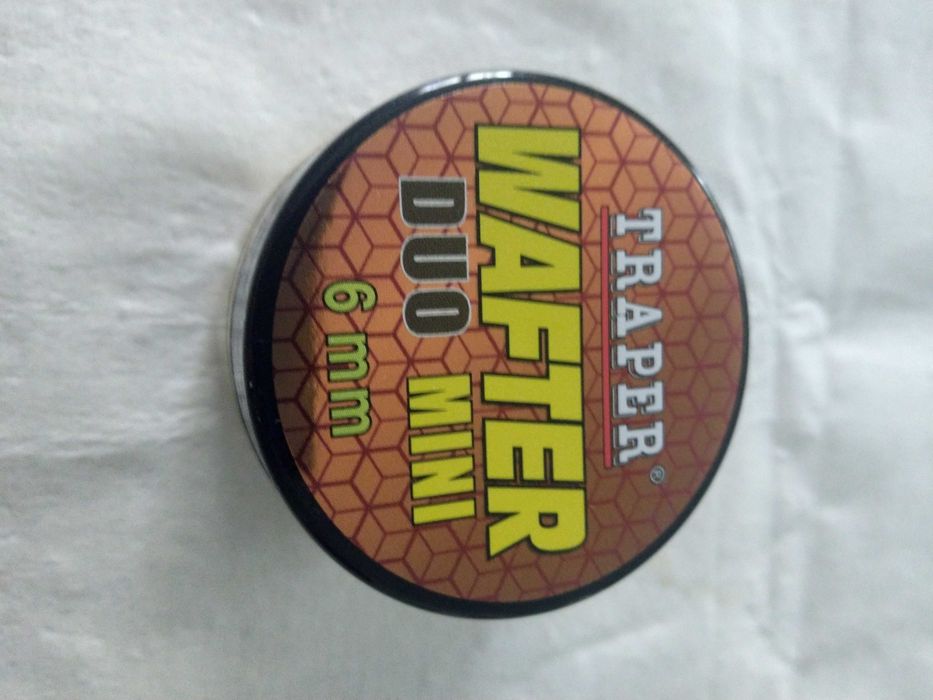 TRAPER®
WAFTER
DUO MINI
6 mm